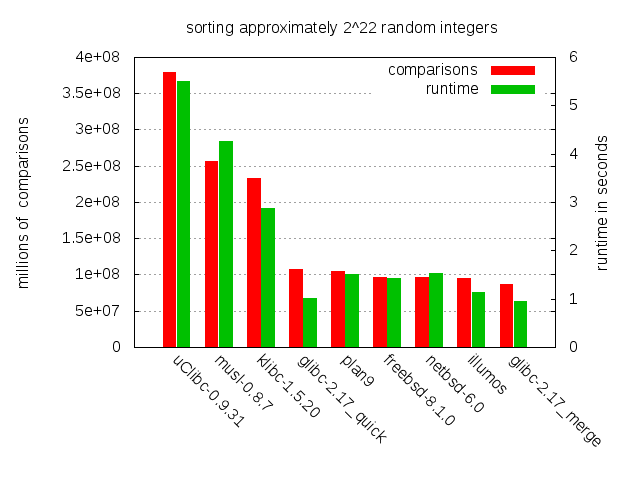 sorting approximately 2^22 random integers
comparisons
runtime
millions of comparisons
4e+08
3.5e+08
3e+08
2.5e+08
2e+08
1.5e+08
1e+08
5e+07
0
6
5
4
3
2
1
0
runtime in seconds
uClibc-0.9.31
musl-0.8.7
klibc-1.5.20
glibc-2.17_quick
plan9
freebsd-8.1.0
netbsd-6.0
illumos
glibc-2.17_merge